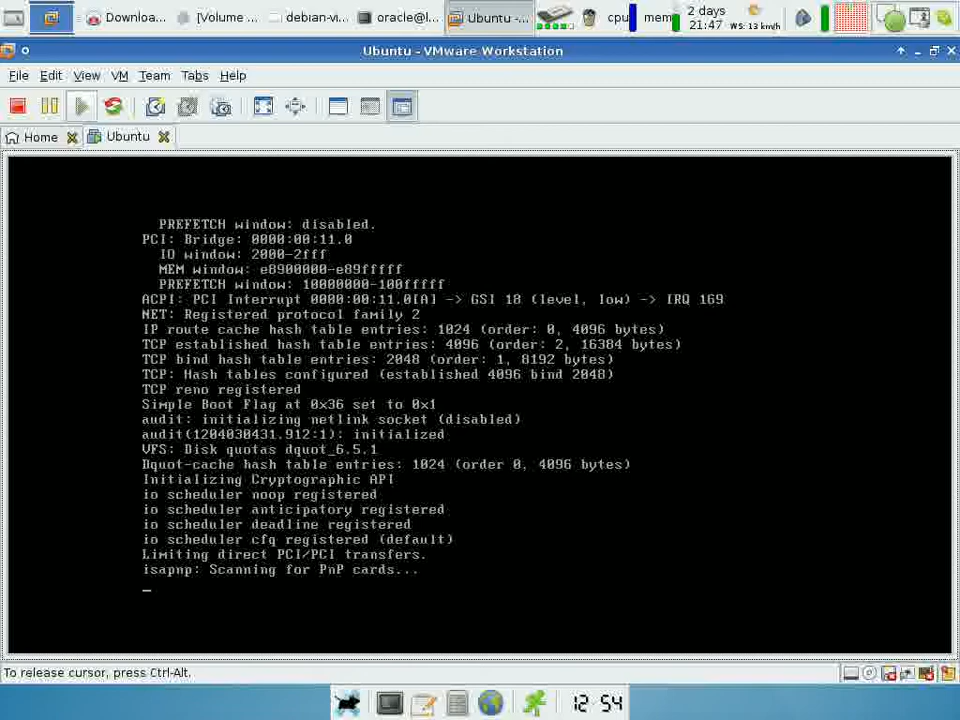 Downloa...
[Volume ...
debian-vi...
oracle@l...
Ubuntu -...
cpu
mem
2 days
21:47
WS: 13 km/h
Ubuntu - VMware Workstation
File Edit View VM Team Tabs Help
Home
Ubuntu
PREFETCH window: disabled.
PCI: Bridge: 0000:00:11.0
IO window: 2000-2fff
MEM window: e8900000-e89fffff
PREFETCH window: 10000000-100fffff
ACPI: PCI Interrupt 0000:00:11.0[A] -> GSI 18 (level, low) -> IRQ 169
NET: Registered protocol family 2
IP route cache hash table entries: 1024 (order: 0, 4096 bytes)
TCP established hash table entries: 4096 (order: 2, 16384 bytes)
TCP bind hash table entries: 2048 (order: 1, 8192 bytes)
TCP: Hash tables configured (established 4096 bind 2048)
TCP reno registered
Simple Boot Flag at 0x36 set to 0x1
audit: initializing netlink socket (disabled)
audit(1204030431.912:1): initialized
VFS: Disk quotas dquot_6.5.1
Dquot-cache hash table entries: 1024 (order 0, 4096 bytes)
Initializing Cryptographic API
io scheduler noop registered
io scheduler anticipatory registered
io scheduler deadline registered
io scheduler cfq registered (default)
Limiting direct PCI/PCI transfers.
isapnp: Scanning for PnP cards...
To release cursor, press Ctrl-Alt.
12 54